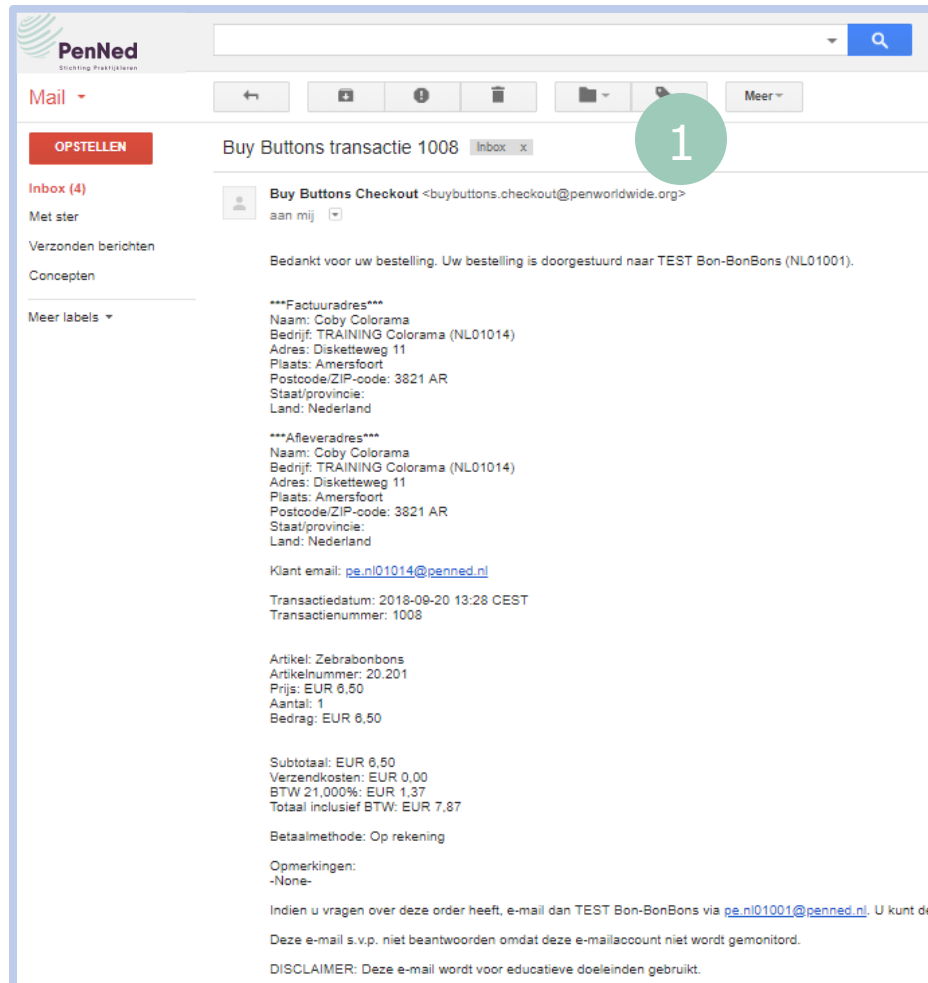 PenNed
Stichting Praktijkleren
Mail
Meer
1
OPSTELLEN
Buy Buttons transactie 1008 Inbox x
Inbox (4)
Met ster
Verzonden berichten
Concepten
Meer labels
Buy Buttons Checkout <buybuttons.checkout@penworldwide.org>
aan mij
Bedankt voor uw bestelling. Uw bestelling is doorgestuurd naar TEST Bon-BonBons (NL01001).
***Factuuradres***
Naam: Coby Colorama
Bedrijf: TRAINING Colorama (NL01014)
Adres: Disketteweg 11
Plaats: Amersfoort
Postcode/ZIP-code: 3821 AR
Staat/provincie:
Land: Nederland
***Afleveradres***
Naam: Coby Colorama
Bedrijf: TRAINING Colorama (NL01014)
Adres: Disketteweg 11
Plaats: Amersfoort
Postcode/ZIP-code: 3821 AR
Staat/provincie:
Land: Nederland
Klant email: pe.nl01014@penned.nl
Transactiedatum: 2018-09-20 13:28 CEST
Transactienummer: 1008
Artikel: Zebrabonbons
Artikelnummer: 20.201
Prijs: EUR 6,50
Aantal: 1
Bedrag: EUR 6,50
Subtotaal: EUR 6,50
Verzendkosten: EUR 0,00
BTW 21,000%: EUR 1,37
Totaal inclusief BTW: EUR 7,87
Betaalmethode: Op rekening
Opmerkingen:
-None-
Indien u vragen over deze order heeft, e-mail dan TEST Bon-BonBons via pe.nl01001@penned.nl. U kunt de
Deze e-mail s.v.p. niet beantwoorden omdat deze e-mailaccount niet wordt gemonitord.
DISCLAIMER: Deze e-mail wordt voor educatieve doeleinden gebruikt.